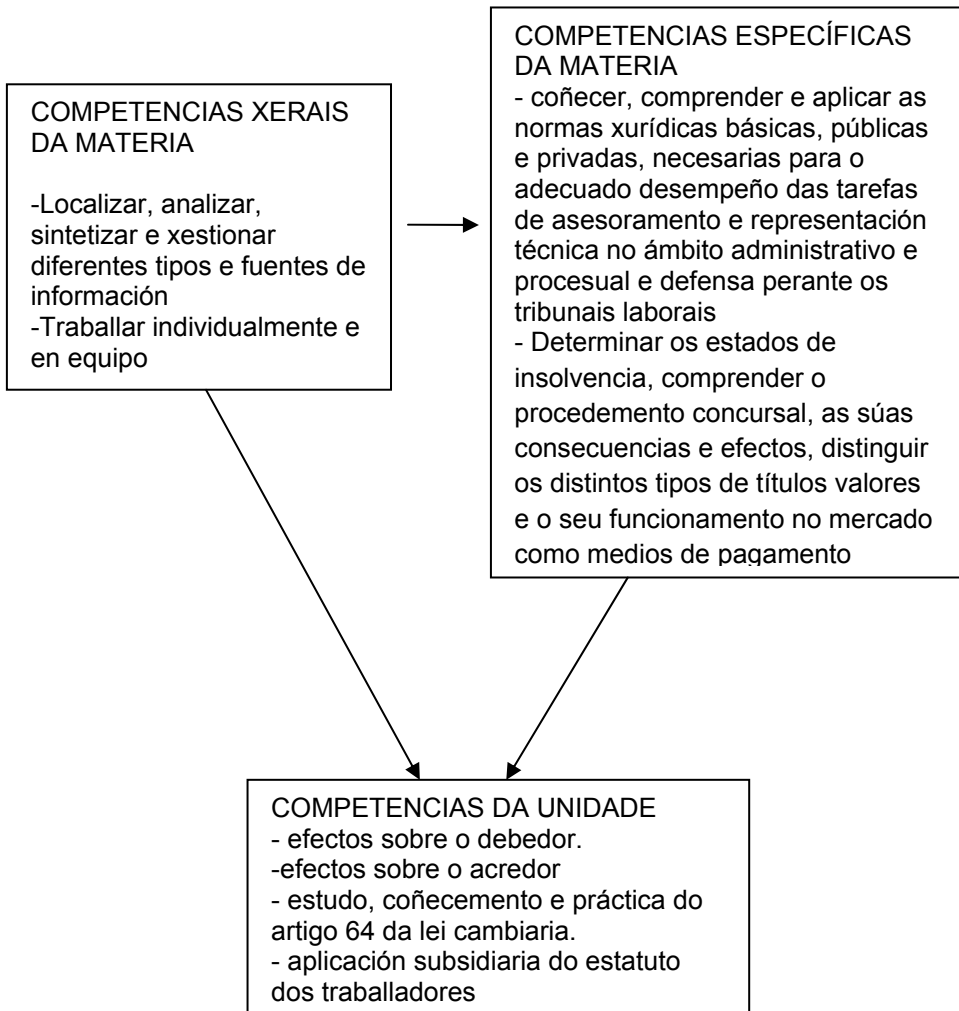 COMPETENCIAS XERAIS
DA MATERIA
-Localizar, analizar,
sintetizar e xestionar
diferentes tipos e fuentes de
información
-Traballar individualmente e
en equipo
COMPETENCIAS ESPECÍFICAS
DA MATERIA
- coñecer, comprender e aplicar as
normas xurídicas básicas, públicas
e privadas, necesarias para o
adecuado desempeño das tarefas
de asesoramento e representación
técnica no ámbito administrativo e
procesual e defensa perante os
tribunais laborais
- Determinar os estados de
insolvencia, comprender o
procedemento concursal, as súas
consecuencias e efectos, distinguir
os distintos tipos de títulos valores
e o seu funcionamento no mercado
como medios de pagamento
COMPETENCIAS DA UNIDADE
- efectos sobre o debedor.
-efectos sobre o acredor
- estudo, coñecemento e práctica do
artigo 64 da lei cambiaria.
- aplicación subsidiaria do estatuto
dos traballadores